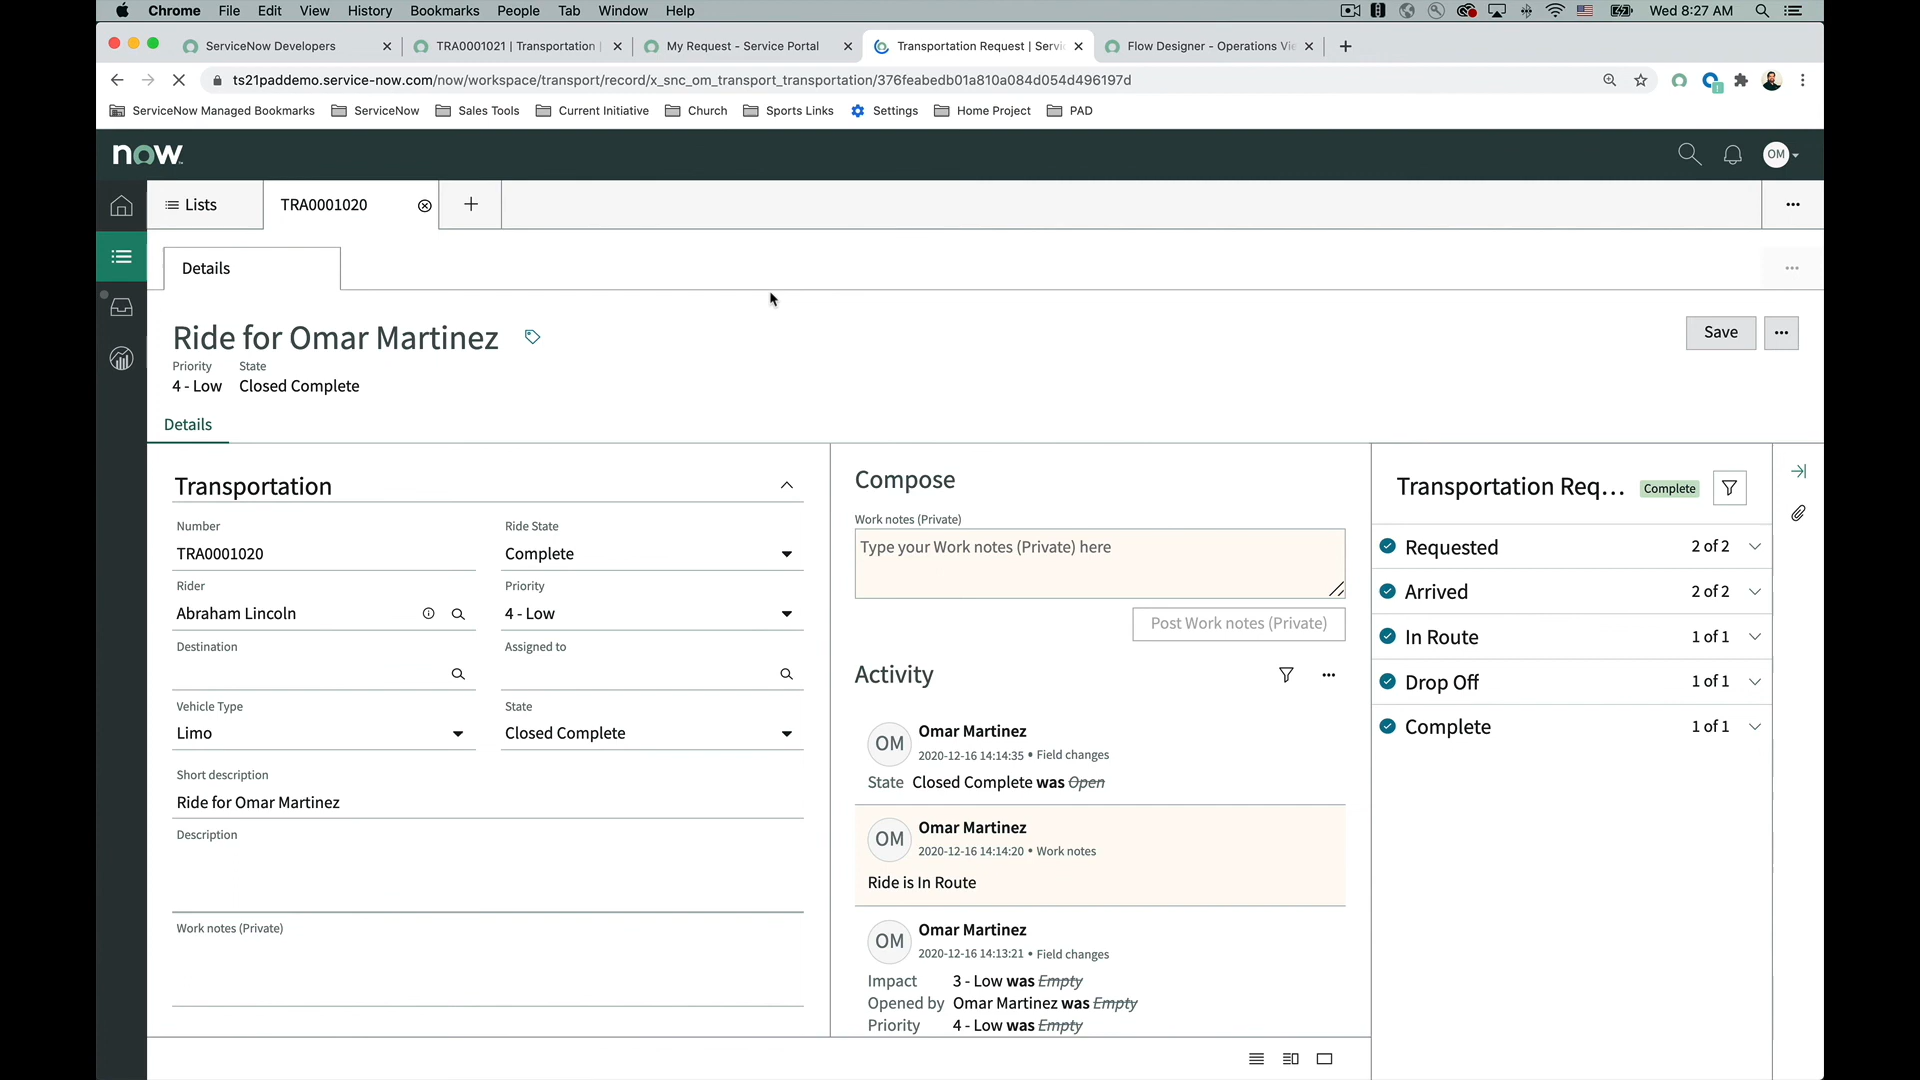 Chrome File Edit View History Bookmarks People Tab Window Help Wed 8:27 AM
ServiceNow Developers TRA0001021 | Transportation | My Request - Service Portal Transportation Request | Servi Flow Designer - Operations Vie
ts21paddemo.service-now.com/now/workspace/transport/record/x_snc_om_transport_transportation/376feabedb01a810a084d054d496197d
ServiceNow Managed Bookmarks ServiceNow Sales Tools Current Initiative Church Sports Links Settings Home Project PAD
now
OM
Lists TRA0001020
Details
Ride for Omar Martinez
Save
Priority State
4 - Low Closed Complete
Details
Transportation
Number Ride State
TRA0001020 Complete
Rider Priority
Abraham Lincoln 4 - Low
Destination Assigned to
Vehicle Type State
Limo Closed Complete
Short description
Ride for Omar Martinez
Description
Work notes (Private)
Compose
Work notes (Private)
Type your Work notes (Private) here
Post Work notes (Private)
Activity
OM Omar Martinez
2020-12-16 14:14:35 • Field changes
State Closed Complete was Open
OM Omar Martinez
2020-12-16 14:14:20 • Work notes
Ride is In Route
OM Omar Martinez
2020-12-16 14:13:21 • Field changes
Impact 3 - Low was Empty
Opened by Omar Martinez was Empty
Priority 4 - Low was Empty
Transportation Req... Complete
Requested 2 of 2
Arrived 2 of 2
In Route 1 of 1
Drop Off 1 of 1
Complete 1 of 1